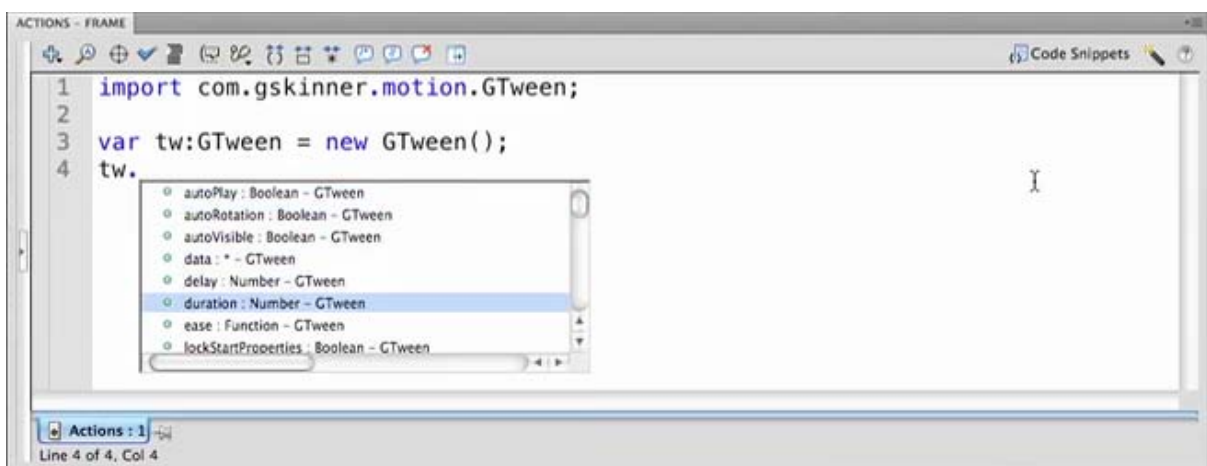 ACTIONS - FRAME
Code Snippets
1 import com.gskinner.motion.GTween;
2
3 var tw:GTween = new GTween();
4 tw.
autoPlay : Boolean - GTween
autoRotation : Boolean - GTween
autoVisible : Boolean - GTween
data : * - GTween
delay : Number - GTween
duration : Number - GTween
ease : Function - GTween
lockStartProperties : Boolean - GTween
Actions : 1
Line 4 of 4, Col 4